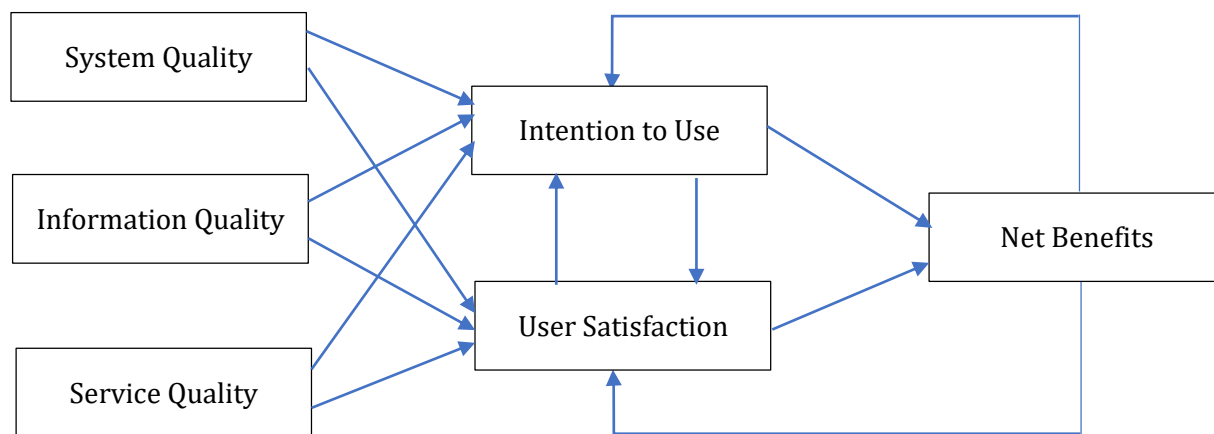 System Quality
Intention to Use
Information Quality
Net Benefits
User Satisfaction
Service Quality